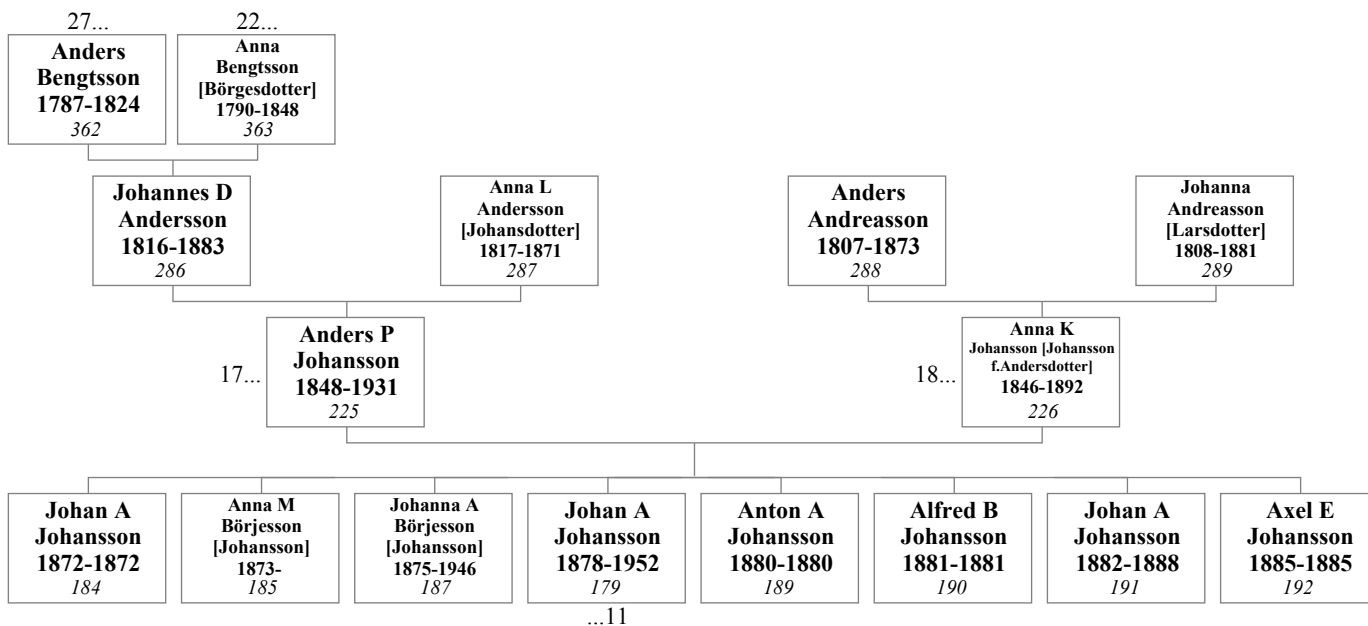 27...
22...
Anders
Bengtsson
1787-1824
362
Anna
Bengtsson
[Börgesdotter]
1790-1848
363
Johannes D
Andersson
1816-1883
286
Anna L
Andersson
[Johansdotter]
1817-1871
287
Anders
Andreasson
1807-1873
288
Johanna
Andreasson
[Larsdotter]
1808-1881
289
17...
Anders P
Johansson
1848-1931
225
18...
Anna K
Johansson [Johansson
f.Andersdotter]
1846-1892
226
Johan A
Johansson
1872-1872
184
Anna M
Börjesson
[Johansson]
1873-
185
Johanna A
Börjesson
[Johansson]
1875-1946
187
Johan A
Johansson
1878-1952
179
Anton A
Johansson
1880-1880
189
Alfred B
Johansson
1881-1881
190
Johan A
Johansson
1882-1888
191
Axel E
Johansson
1885-1885
192
...11